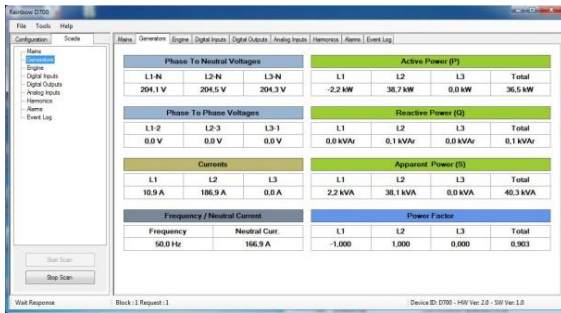 Rainbow D700
File Tools Help
Configuration Scada
Mains
Generators
Engine
Digital Inputs
Digital Outputs
Analog Inputs
Harmonics
Alarms
Event Log
Start Scan
Stop Scan
Mains Generators Engine Digital Inputs Digital Outputs Analog Inputs Harmonics Alarms Event Log
Phase To Neutral Voltages
L1-N L2-N L3-N
204,1 V 204,5 V 204,3 V
Active Power (P)
L1 L2 L3 Total
-2,2 kW 38,7 kW 0,0 kW 36,5 kW
Phase To Phase Voltages
L1-2 L2-3 L3-1
0,0 V 0,0 V 0,0 V
Reactive Power (Q)
L1 L2 L3 Total
0,0 kVAr 0,1 kVAr 0,0 kVAr 0,1 kVAr
Currents
L1 L2 L3
10,9 A 186,9 A 0,0 A
Apparent Power (S)
L1 L2 L3 Total
2,2 kVA 38,1 kVA 0,0 kVA 40,3 kVA
Frequency / Neutral Current
Frequency Neutral Curr.
50,0 Hz 166,9 A
Power Factor
L1 L2 L3 Total
-1,000 1,000 0,000 0,903
Wait Response Block : 1 Request : 1 Device ID: D700 - HW Ver: 2.0 - SW Ver: 1.0